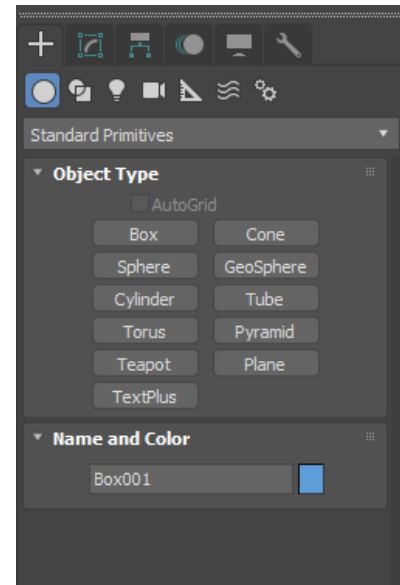 Standard Primitives
Object Type
AutoGrid
Box Cone
Sphere GeoSphere
Cylinder Tube
Torus Pyramid
Teapot Plane
TextPlus
Name and Color
Box001